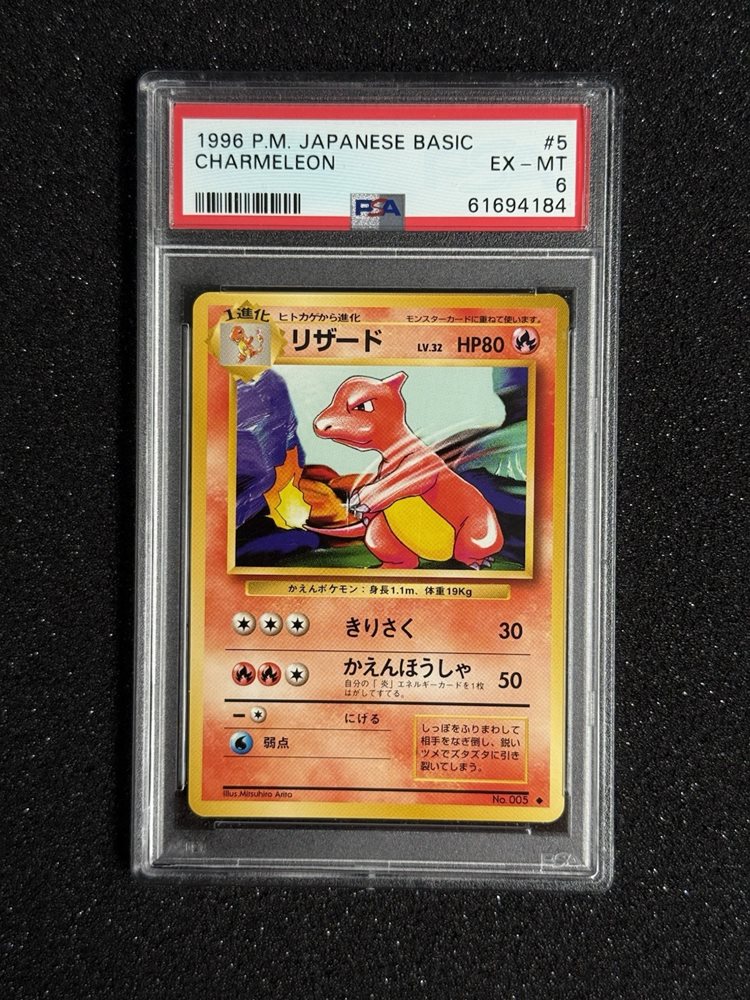 1996 P.M. JAPANESE BASIC #5
CHARMELEON EX - MT
6
PSA 61694184
1進化 ヒトカゲから進化 モンスターカードに重ねて使います。
リザード LV.32 HP80
かえんポケモン：身長1.1m、体重19Kg
きりさく 30
かえんほうしゃ 50
自分の「炎」エネルギーカードを1枚
はがしてすてる。
ー にげる
弱点
しっぽをふりまわして
相手をなぎ倒し、鋭い
ツメでズタズタに引き
裂いてしまう。
Illus.Mitsuhiro Arita No. 005 ◆